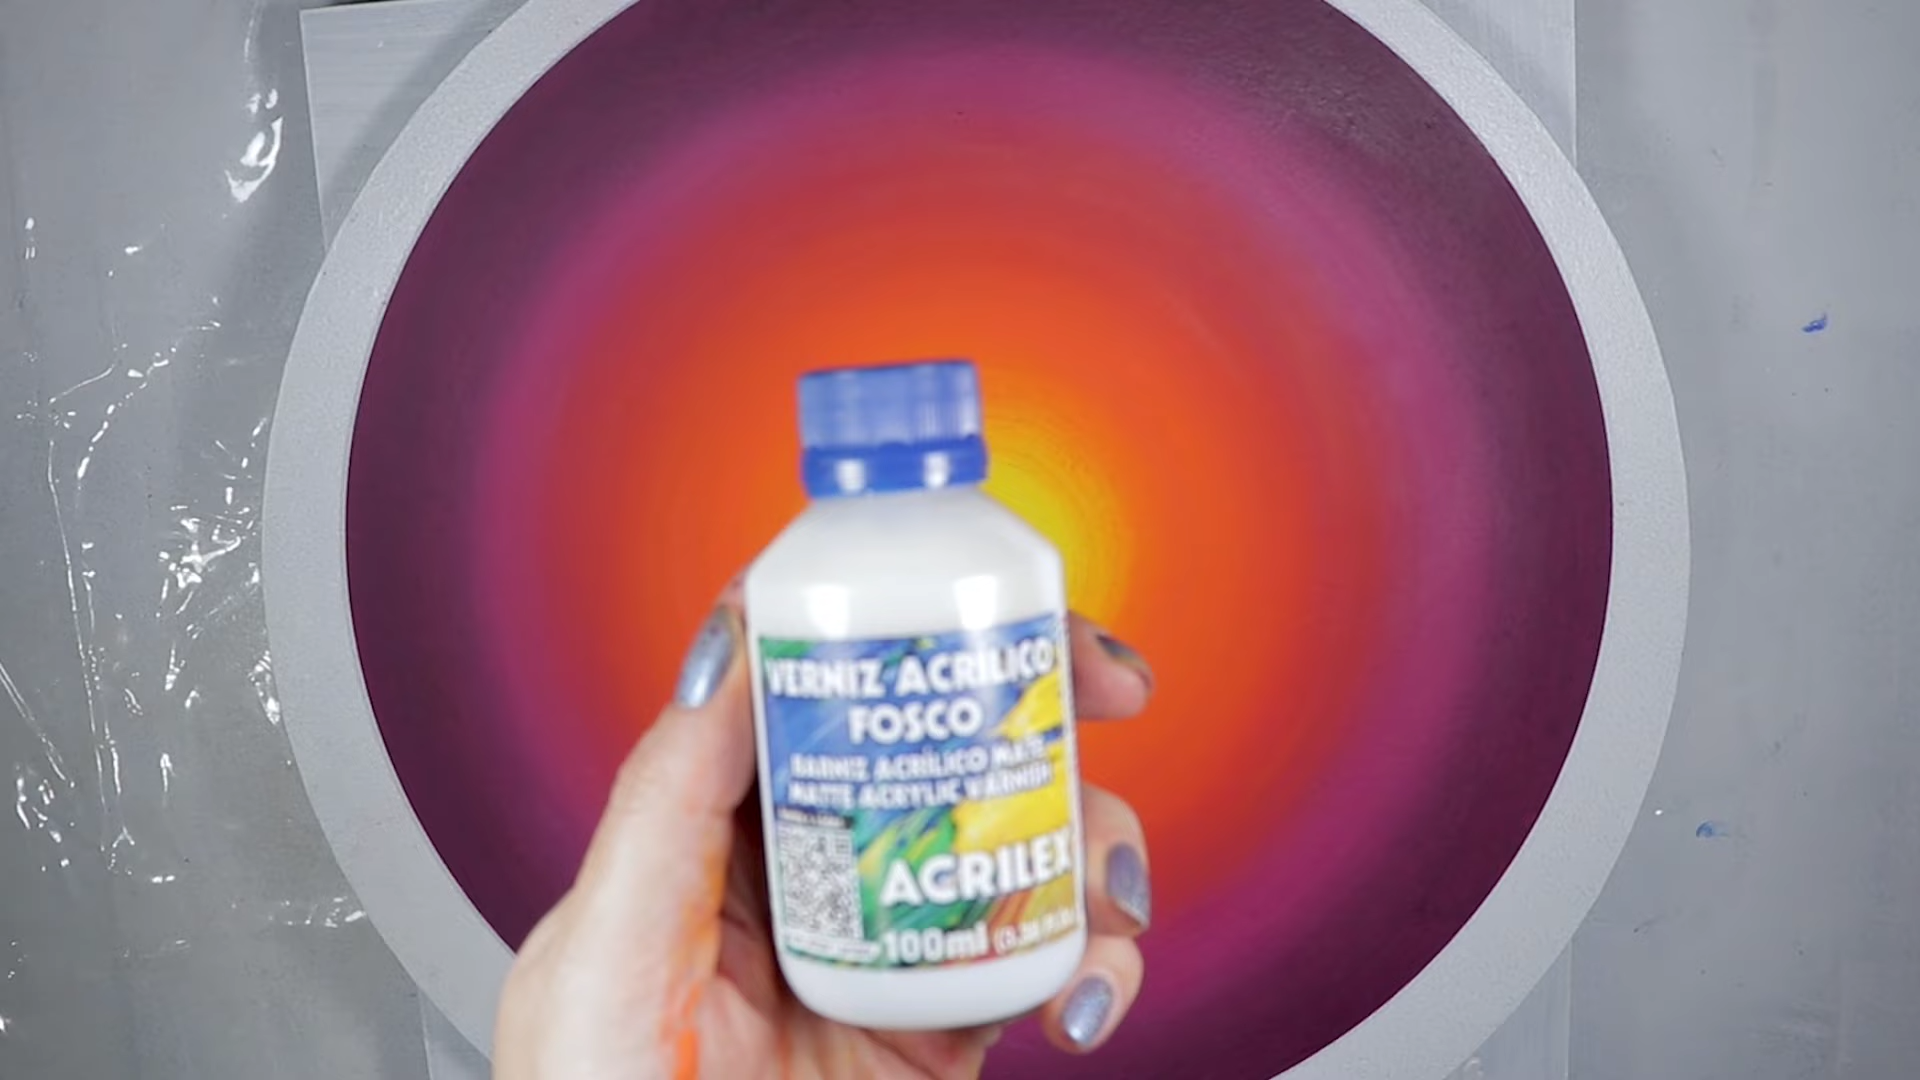 VERNIZ ACRÍLICO
FOSCO
BARNIZ ACRÍLICO MATE
MATTE ACRYLIC VARNISH
ACRILEX
100ml